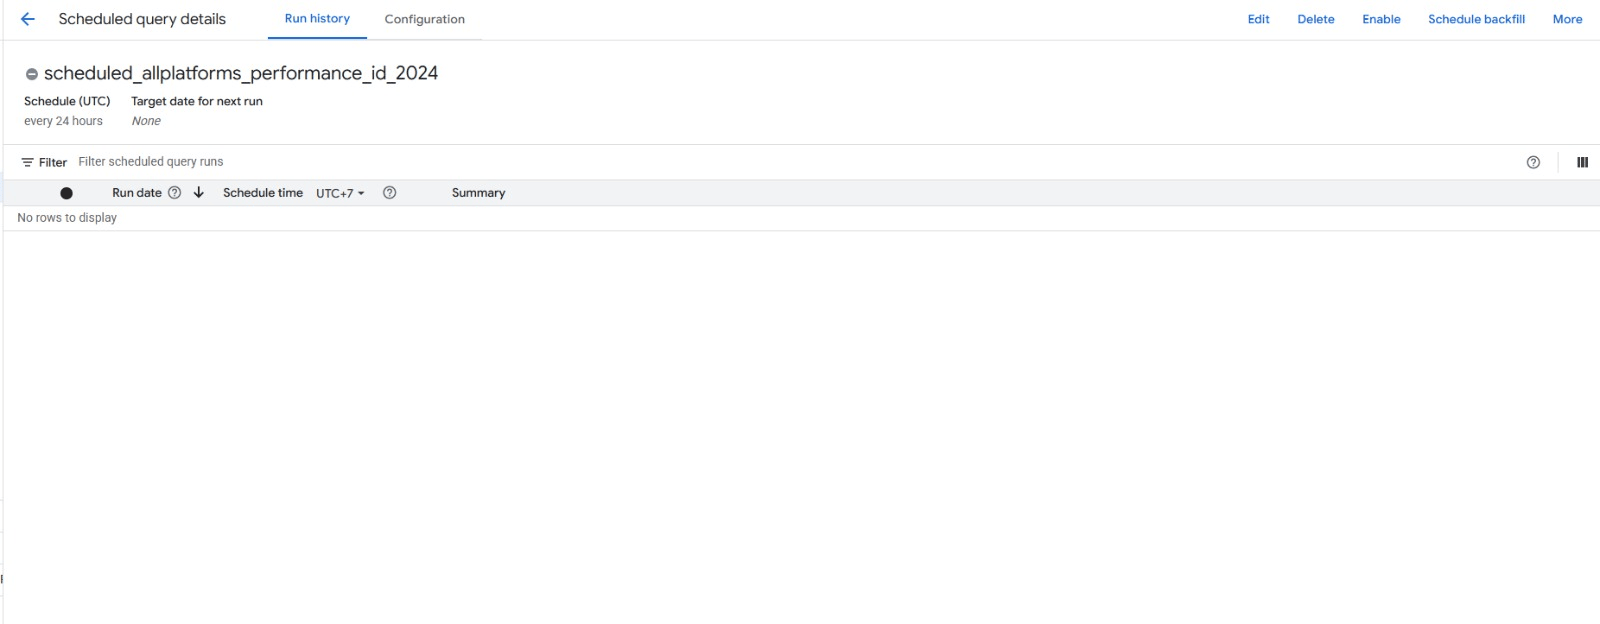 Scheduled query details Run history Configuration Edit Delete Enable Schedule backfill More
scheduled_allplatforms_performance_id_2024
Schedule (UTC) Target date for next run
every 24 hours None
Filter Filter scheduled query runs
Run date Schedule time UTC+7 Summary
No rows to display